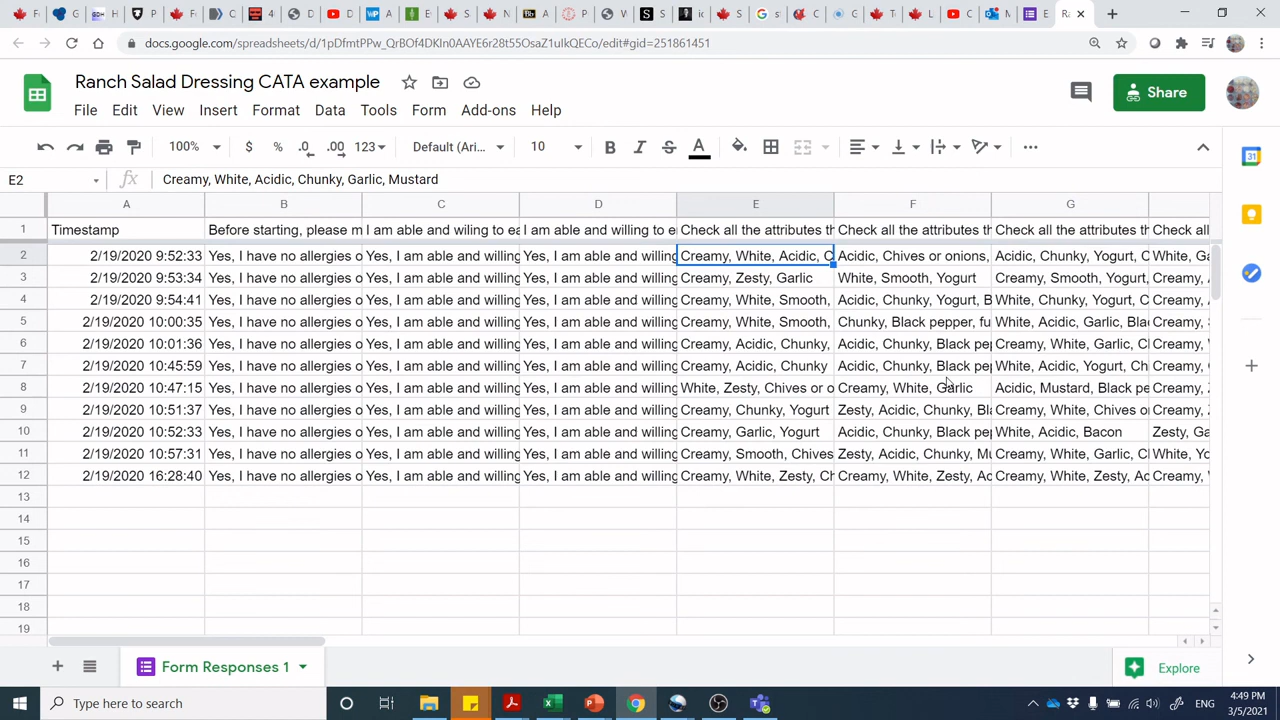 docs.google.com/spreadsheets/d/1pDfmtPPw_QrBOf4DKIn0AAYE6r28t55OsaZ1uIkQECo/edit#gid=251861451
Ranch Salad Dressing CATA example
File Edit View Insert Format Data Tools Form Add-ons Help
Share
100% $ % .0 .00 123 Default (Ari... 10 B I S A
E2 fx Creamy, White, Acidic, Chunky, Garlic, Mustard
A B C D E F G
1 Timestamp Before starting, please m I am able and wiling to ea I am able and wiling to e Check all the attributes th Check all the attributes th Check all the attributes th Check all
2 2/19/2020 9:52:33 Yes, I have no allergies o Yes, I am able and willing Yes, I am able and willing Creamy, White, Acidic, C Acidic, Chives or onions, Acidic, Chunky, Yogurt, C White, Ga
3 2/19/2020 9:53:34 Yes, I have no allergies o Yes, I am able and willing Yes, I am able and willing Creamy, Zesty, Garlic White, Smooth, Yogurt Creamy, Smooth, Yogurt, Creamy,
4 2/19/2020 9:54:41 Yes, I have no allergies o Yes, I am able and willing Yes, I am able and willing Creamy, White, Smooth, Acidic, Chunky, Yogurt, B White, Chunky, Yogurt, C Creamy,
5 2/19/2020 10:00:35 Yes, I have no allergies o Yes, I am able and willing Yes, I am able and willing Creamy, White, Smooth, Chunky, Black pepper, fu White, Acidic, Garlic, Bla Creamy,
6 2/19/2020 10:01:36 Yes, I have no allergies o Yes, I am able and willing Yes, I am able and willing Creamy, Acidic, Chunky, Acidic, Chunky, Black pe Creamy, White, Garlic, C Creamy,
7 2/19/2020 10:45:59 Yes, I have no allergies o Yes, I am able and willing Yes, I am able and willing Creamy, Acidic, Chunky Acidic, Chunky, Black pe White, Acidic, Yogurt, Ch Creamy,
8 2/19/2020 10:47:15 Yes, I have no allergies o Yes, I am able and willing Yes, I am able and willing White, Zesty, Chives or o Creamy, White, Garlic Acidic, Mustard, Black pe Creamy,
9 2/19/2020 10:51:37 Yes, I have no allergies o Yes, I am able and willing Yes, I am able and willing Creamy, Chunky, Yogurt Zesty, Acidic, Chunky, Bl Creamy, White, Chives o Creamy,
10 2/19/2020 10:52:33 Yes, I have no allergies o Yes, I am able and willing Yes, I am able and willing Creamy, Garlic, Yogurt Acidic, Chunky, Black pe White, Acidic, Bacon Zesty, Ga
11 2/19/2020 10:57:31 Yes, I have no allergies o Yes, I am able and willing Yes, I am able and willing Creamy, Smooth, Chives Zesty, Acidic, Chunky, Mu Creamy, White, Garlic, C White, Yo
12 2/19/2020 16:28:40 Yes, I have no allergies o Yes, I am able and willing Yes, I am able and willing Creamy, White, Zesty, Ch Creamy, White, Zesty, Ac Creamy, White, Zesty, Ac Creamy,
13
14
15
16
17
18
19
Form Responses 1
Explore
Type here to search
ENG
4:49 PM
3/5/2021